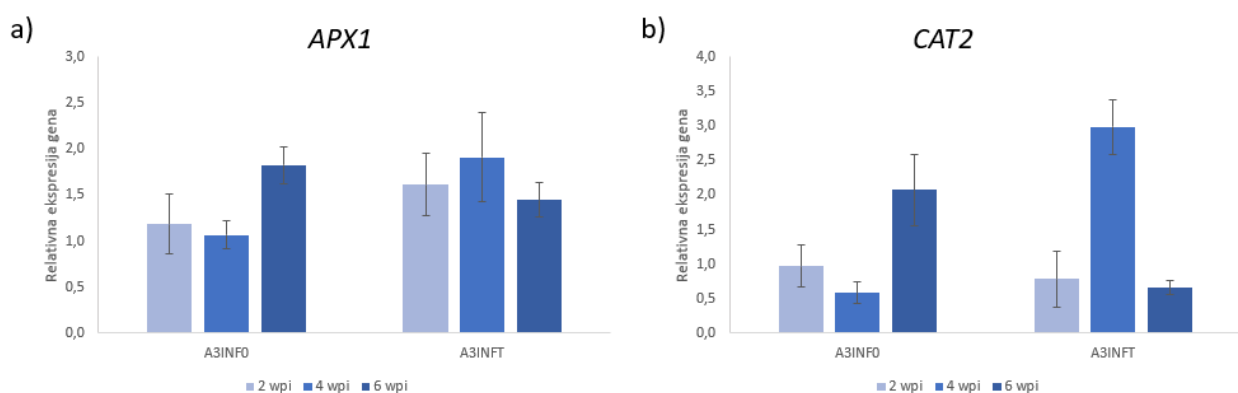 a)
APX1
Relativna ekspresija gena
3,0
2,5
2,0
1,5
1,0
0,5
0,0
A3INF0
A3INFT
2 wpi
4 wpi
6 wpi
b)
CAT2
Relativna ekspresija gena
4,0
3,5
3,0
2,5
2,0
1,5
1,0
0,5
0,0
A3INF0
A3INFT
2 wpi
4 wpi
6 wpi